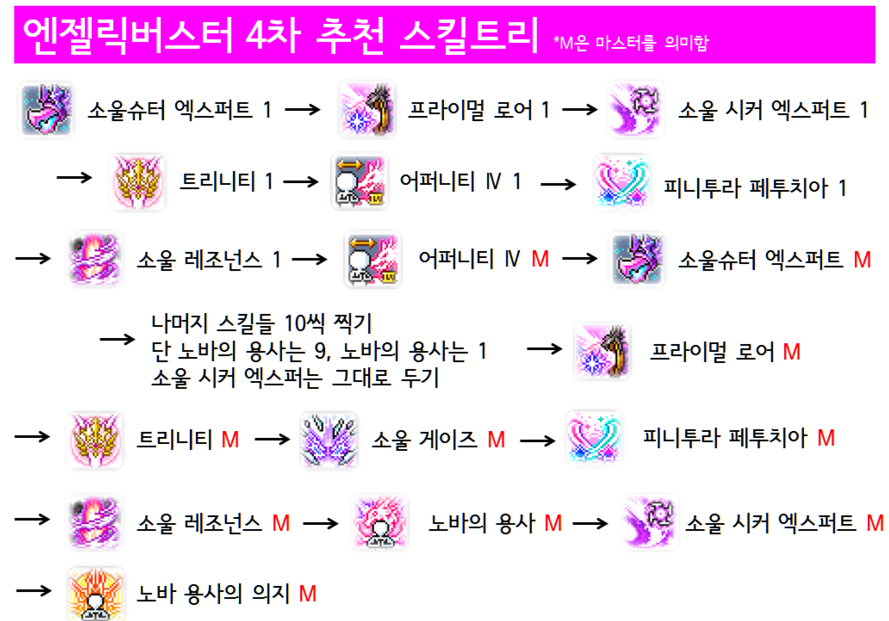 엔젤릭버스터 4차 추천 스킬트리 *M은 마스터를 의미함
소울슈터 엑스퍼트 1 → 프라이멀 로어 1 → 소울 시커 엑스퍼트 1
→ 트리니티 1 → 어퍼니티 Ⅳ 1 → 피니투라 페투치아 1
→ 소울 레조넌스 1 → 어퍼니티 Ⅳ M → 소울슈터 엑스퍼트 M
나머지 스킬들 10씩 찍기
→ 단 노바의 용사는 9, 노바의 용사는 1 → 프라이멀 로어 M
소울 시커 엑스퍼는 그대로 두기
→ 트리니티 M → 소울 게이즈 M → 피니투라 페투치아 M
→ 소울 레조넌스 M → 노바의 용사 M → 소울 시커 엑스퍼트 M
→ 노바 용사의 의지 M